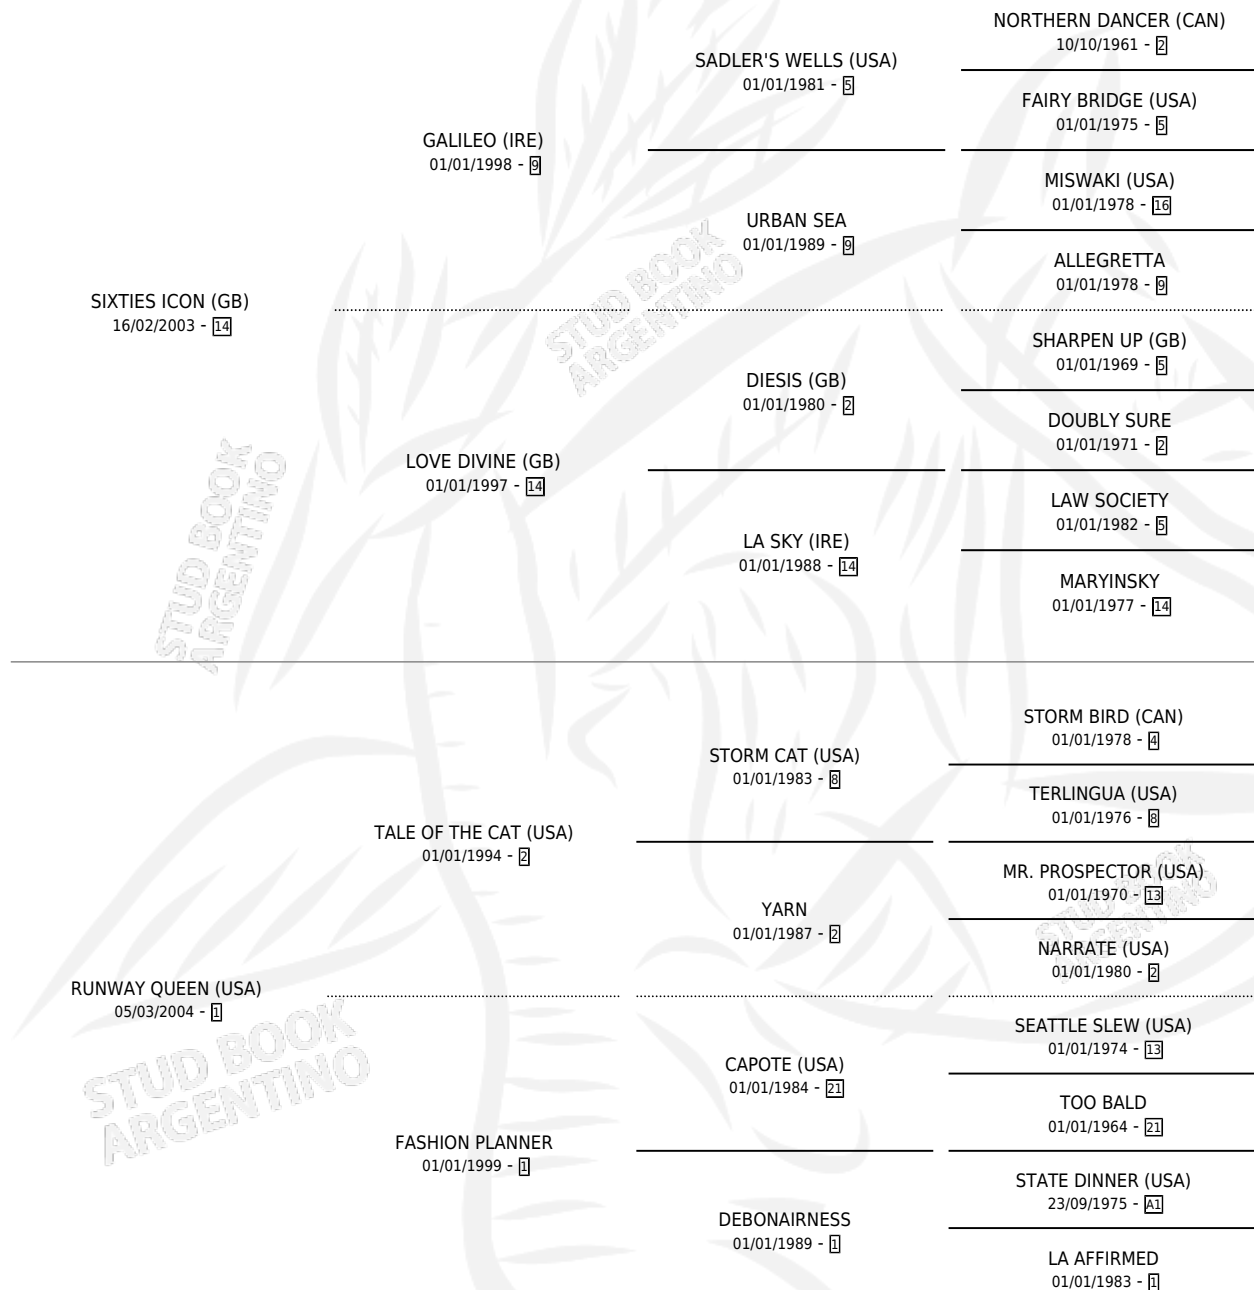 NORTHERN DANCER (CAN)
10/10/1961 - 2
SADLER'S WELLS (USA)
01/01/1981 - 5
FAIRY BRIDGE (USA)
01/01/1975 - 5
GALILEO (IRE)
01/01/1998 - 9
MISWAKI (USA)
01/01/1978 - 16
URBAN SEA
01/01/1989 - 9
ALLEGRETTA
01/01/1978 - 9
SIXTIES ICON (GB)
16/02/2003 - 14
SHARPEN UP (GB)
01/01/1969 - 5
DIESIS (GB)
01/01/1980 - 2
DOUBLY SURE
01/01/1971 - 2
LOVE DIVINE (GB)
01/01/1997 - 14
LAW SOCIETY
01/01/1982 - 5
LA SKY (IRE)
01/01/1988 - 14
MARYINSKY
01/01/1977 - 14
STORM BIRD (CAN)
01/01/1978 - 4
STORM CAT (USA)
01/01/1983 - 8
TERLINGUA (USA)
01/01/1976 - 8
TALE OF THE CAT (USA)
01/01/1994 - 2
MR. PROSPECTOR (USA)
01/01/1970 - 13
YARN
01/01/1987 - 2
NARRATE (USA)
01/01/1980 - 2
RUNWAY QUEEN (USA)
05/03/2004 - 1
SEATTLE SLEW (USA)
01/01/1974 - 13
CAPOTE (USA)
01/01/1984 - 21
TOO BALD
01/01/1964 - 21
FASHION PLANNER
01/01/1999 - 1
STATE DINNER (USA)
23/09/1975 - A1
DEBONAIRNESS
01/01/1989 - 1
LA AFFIRMED
01/01/1983 - 1
STUD BOOK
ARGENTINO
STUD BOOK
ARGENTINO
STUD BOOK
ARGENTINO
STUD BOOK
ARGENTINO